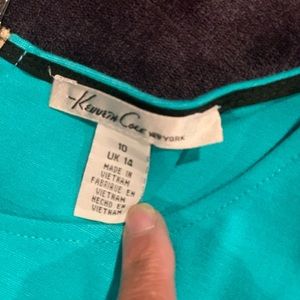 Kenneth Cole NEW YORK
10
UK 14
MADE IN
VIETNAM
FABRIQUE EN
VIETNAM
HECHO EN
VIETNAM